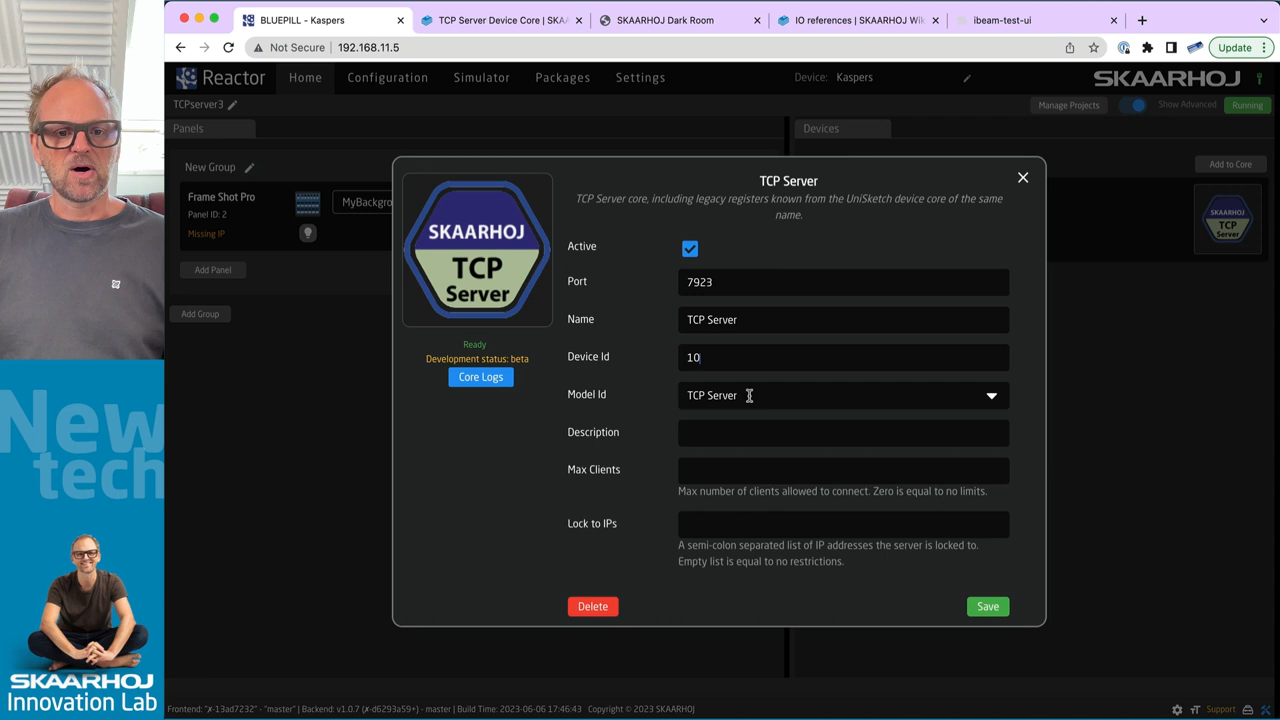 BLUEPILL - Kaspers
TCP Server Device Core | SKA
SKAARHOJ Dark Room
IO references | SKAARHOJ Wik
ibeam-test-ui
Not Secure
192.168.11.5
Update
Reactor
Home
Configuration
Simulator
Packages
Settings
Device:
Kaspers
SKAARHOJ
TCPserver3
Manage Projects
Show Advanced
Running
Panels
Devices
New Group
Add to Core
Frame Shot Pro
Panel ID: 2
Missing IP
MyBackgro
Add Panel
Add Group
SKAARHOJ
TCP
Server
TCP Server
TCP Server core, including legacy registers known from the UniSketch device core of the same
name.
SKAARHOJ
TCP
Server
Ready
Development status: beta
Core Logs
Active
Port
7923
Name
TCP Server
Device Id
10
Model Id
TCP Server
Description
Max Clients
Max number of clients allowed to connect. Zero is equal to no limits.
Lock to IPs
A semi-colon separated list of IP addresses the server is locked to.
Empty list is equal to no restrictions.
Delete
Save
New
tech
SKAARHOJ
Innovation Lab
Frontend: "✗-13ad7232" - "master" | Backend: v1.0.7 (✗-d6293a59+) - master | Build Time: 2023-06-06 17:46:43
Copyright © 2023 SKAARHOJ
Support